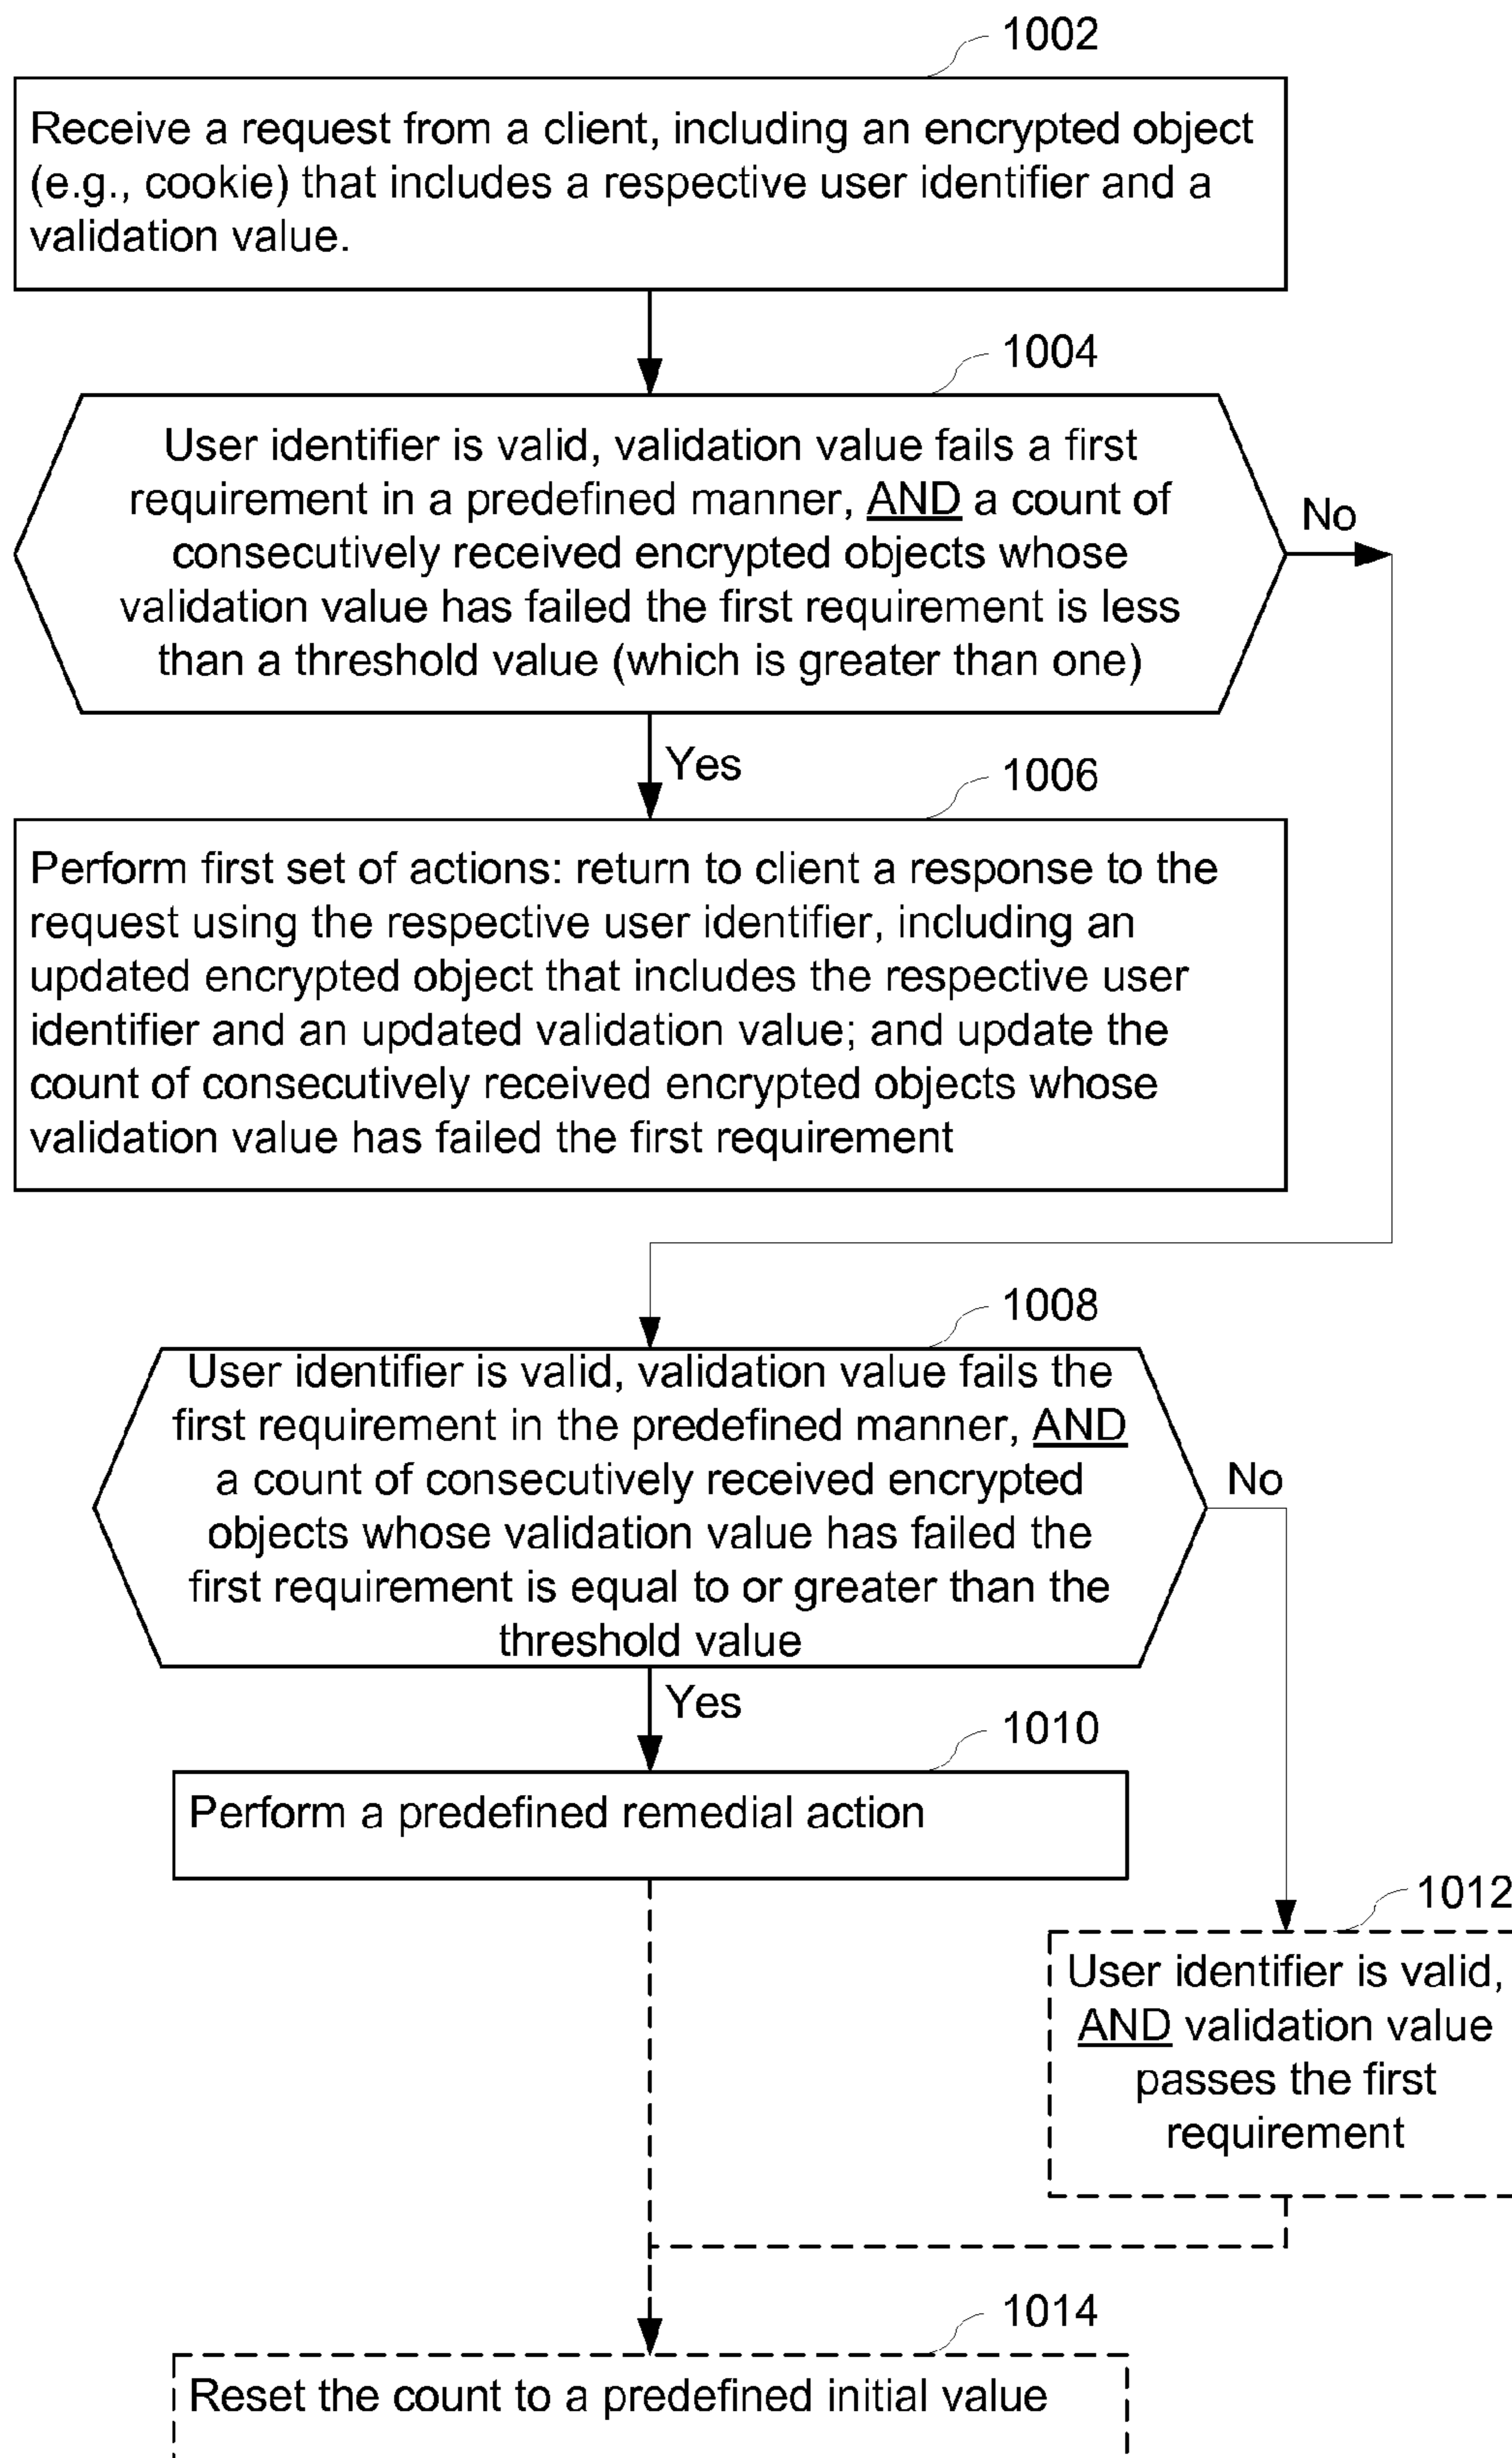 1002
Receive a request from a client, including an encrypted object
(e.g., cookie) that includes a respective user identifier and a
validation value.
1004
User identifier is valid, validation value fails a first
requirement in a predefined manner, AND a count of
consecutively received encrypted objects whose
validation value has failed the first requirement is less
than a threshold value (which is greater than one)
No
Yes
1006
Perform first set of actions: return to client a response to the
request using the respective user identifier, including an
updated encrypted object that includes the respective user
identifier and an updated validation value; and update the
count of consecutively received encrypted objects whose
validation value has failed the first requirement
1008
User identifier is valid, validation value fails the
first requirement in the predefined manner, AND
a count of consecutively received encrypted
objects whose validation value has failed the
first requirement is equal to or greater than the
threshold value
No
Yes
1010
Perform a predefined remedial action
1012
User identifier is valid,
AND validation value
passes the first
requirement
1014
Reset the count to a predefined initial value